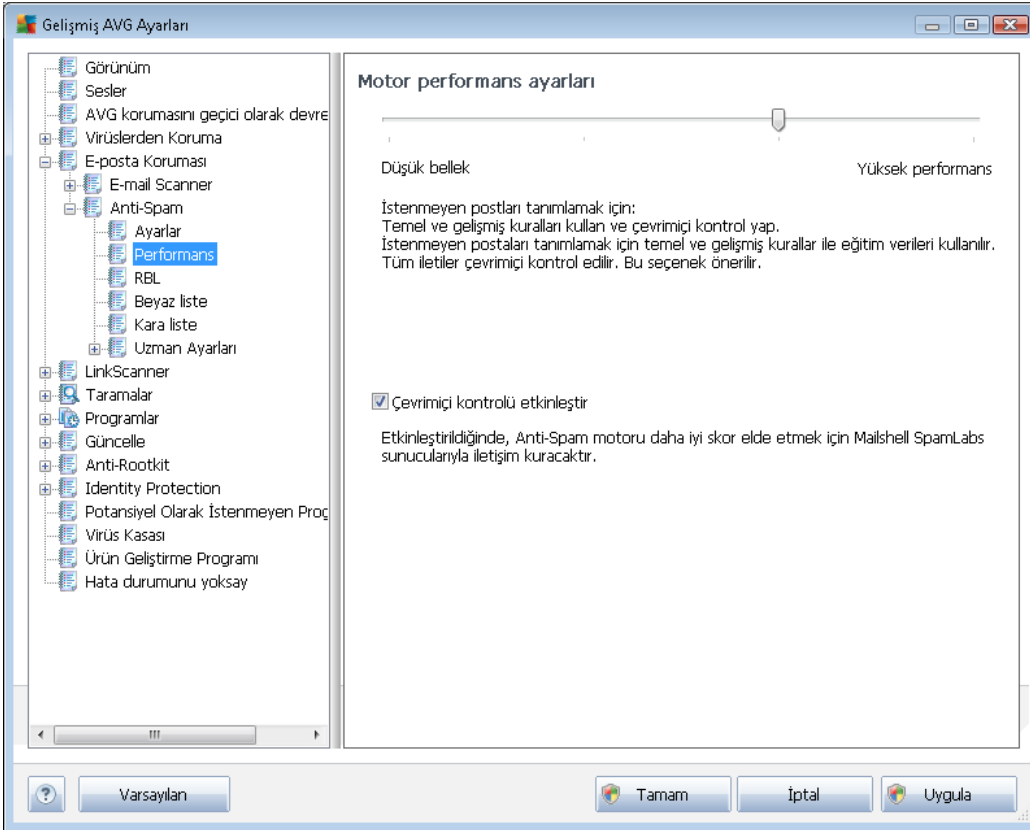 Gelişmiş AVG Ayarları
Görünüm
Sesler
AVG korumasını geçici olarak devre
Virüslerden Koruma
E-posta Koruması
E-mail Scanner
Anti-Spam
Ayarlar
Performans
RBL
Beyaz liste
Kara liste
Uzman Ayarları
LinkScanner
Taramalar
Programlar
Güncelle
Anti-Rootkit
Identity Protection
Potansiyel Olarak İstenmeyen Prog
Virüs Kasası
Ürün Geliştirme Programı
Hata durumunu yoksay
Motor performans ayarları
Düşük bellek
Yüksek performans
İstenmeyen postları tanımlamak için:
Temel ve gelişmiş kuralları kullan ve çevrimiçi kontrol yap.
İstenmeyen postaları tanımlamak için temel ve gelişmiş kurallar ile eğitim verileri kullanılır.
Tüm iletiler çevrimiçi kontrol edilir. Bu seçenek önerilir.
Çevrimiçi kontrolü etkinleştir
Etkinleştirildiğinde, Anti-Spam motoru daha iyi skor elde etmek için Mailshell SpamLabs
sunucularıyla iletişim kuracaktır.
Varsayılan
Tamam
İptal
Uygula